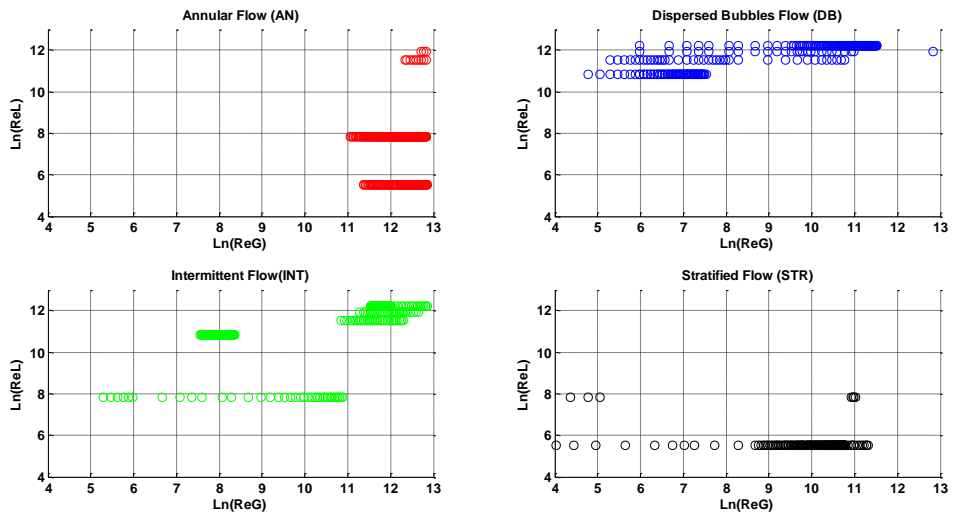 Annular Flow (AN)
12
10
8
6
4
Ln(ReL)
4 5 6 7 8 9 10 11 12 13
Ln(ReG)
Dispersed Bubbles Flow (DB)
12
10
8
6
4
Ln(ReL)
4 5 6 7 8 9 10 11 12 13
Ln(ReG)
Intermittent Flow(INT)
12
10
8
6
4
Ln(ReL)
4 5 6 7 8 9 10 11 12 13
Ln(ReG)
Stratified Flow (STR)
12
10
8
6
4
Ln(ReL)
4 5 6 7 8 9 10 11 12 13
Ln(ReG)